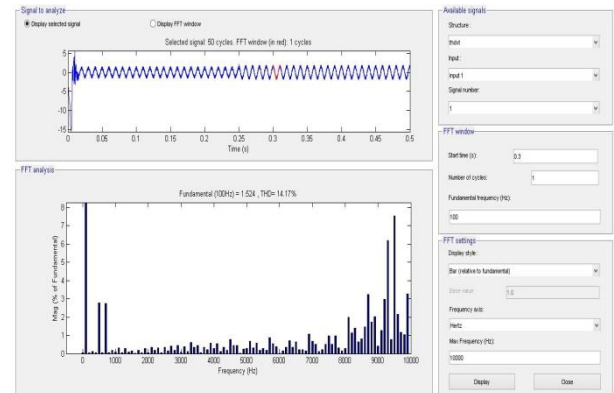 Signal to analyze
Display selected signal
Display FFT window
Selected signal: 50 cycles. FFT window (in red): 1 cycles
5
0
-5
-10
-15
0
0.05
0.1
0.15
0.2
0.25
0.3
0.35
0.4
0.45
0.5
Time (s)
FFT analysis
Fundamental (100Hz) = 1.524 , THD= 14.17%
8
7
6
5
4
3
2
1
0
Mag (% of Fundamental)
0
1000
2000
3000
4000
5000
6000
7000
8000
9000
10000
Frequency (Hz)
Available signals
Structure :
Input :
input 1
Signal number:
1
FFT window
Start time (s):
0.3
Number of cycles:
1
Fundamental frequency (Hz):
100
FFT settings
Display style :
Bar (relative to fundamental)
Base value:
1.0
Frequency axis:
Hertz
Max Frequency (Hz):
10000
Display
Close